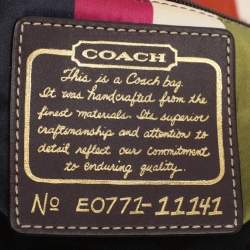 COACH
This is a Coach bag.
It was handcrafted from the
finest materials. Its superior
craftsmanship and attention to
detail reflect our commitment
to enduring quality.
No E0771-11141